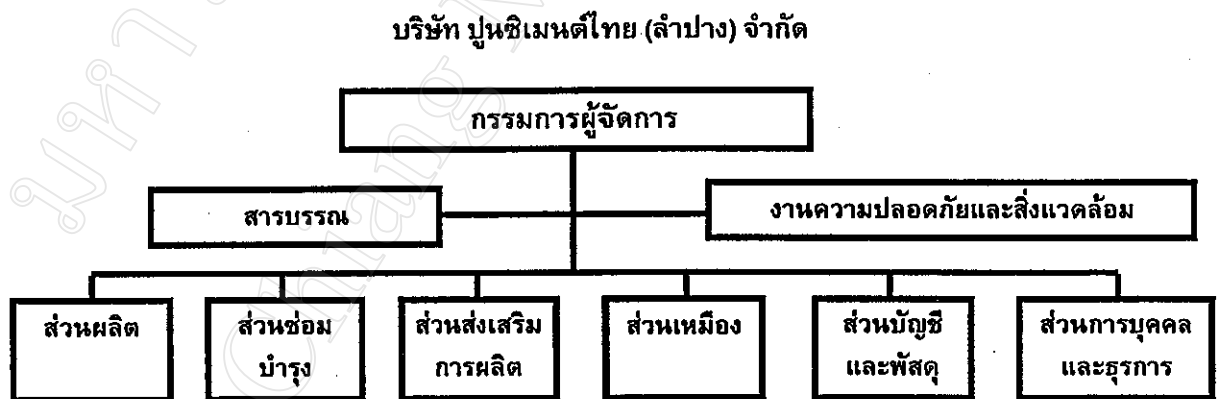 บริษัท ปูนซิเมนต์ไทย (ลำปาง) จำกัด
กรรมการผู้จัดการ
สารบรรณ
งานความปลอดภัยและสิ่งแวดล้อม
ส่วนผลิต
ส่วนซ่อม
บำรุง
ส่วนส่งเสริม
การผลิต
ส่วนเหมือง
ส่วนบัญชี
และพัสดุ
ส่วนการบุคคล
และธุรการ
Chiang M